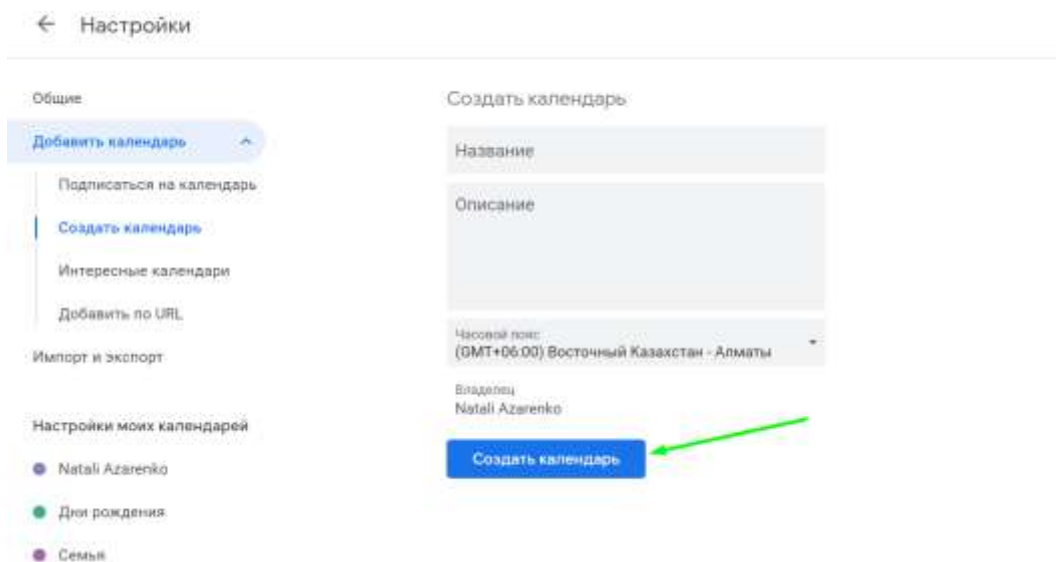 Настройки
Общие
Добавить календарь
Подписаться на календарь
Создать календарь
Интересные календари
Добавить по URL
Импорт и экспорт
Настройки моих календарей
Natali Azarenko
Дни рождения
Семья
Создать календарь
Название
Описание
Часовой пояс
(GMT+06:00) Восточный Казахстан - Алматы
Владелец
Natali Azarenko
Создать календарь